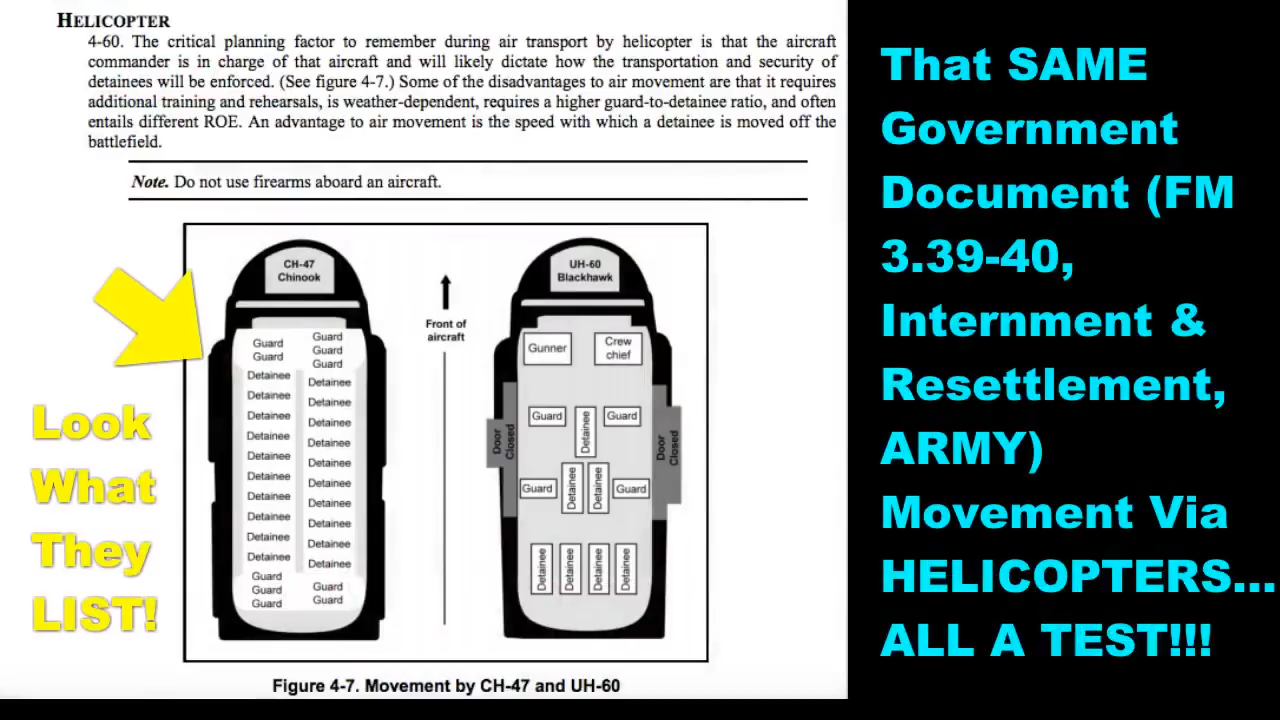 HELICOPTER
4-60. The critical planning factor to remember during air transport by helicopter is that the aircraft
commander is in charge of that aircraft and will likely dictate how the transportation and security of
detainees will be enforced. (See figure 4-7.) Some of the disadvantages to air movement are that it requires
additional training and rehearsals, is weather-dependent, requires a higher guard-to-detainee ratio, and often
entails different ROE. An advantage to air movement is the speed with which a detainee is moved off the
battlefield.
Note. Do not use firearms aboard an aircraft.
CH-47
Chinook
Guard
Guard
Detainee
Detainee
Detainee
Detainee
Detainee
Detainee
Detainee
Detainee
Detainee
Detainee
Guard
Guard
Guard
Guard
Guard
Guard
Detainee
Detainee
Detainee
Detainee
Detainee
Detainee
Detainee
Detainee
Detainee
Detainee
Guard
Guard
Front of
aircraft
UH-60
Blackhawk
Gunner
Crew
chief
Guard
Detainee
Guard
Door
Closed
Door
Closed
Guard
Detainee
Detainee
Guard
Detainee
Detainee
Detainee
Detainee
Figure 4-7. Movement by CH-47 and UH-60
Look
What
They
LIST!
That SAME
Government
Document (FM
3.39-40,
Internment &
Resettlement,
ARMY)
Movement Via
HELICOPTERS...
ALL A TEST!!!